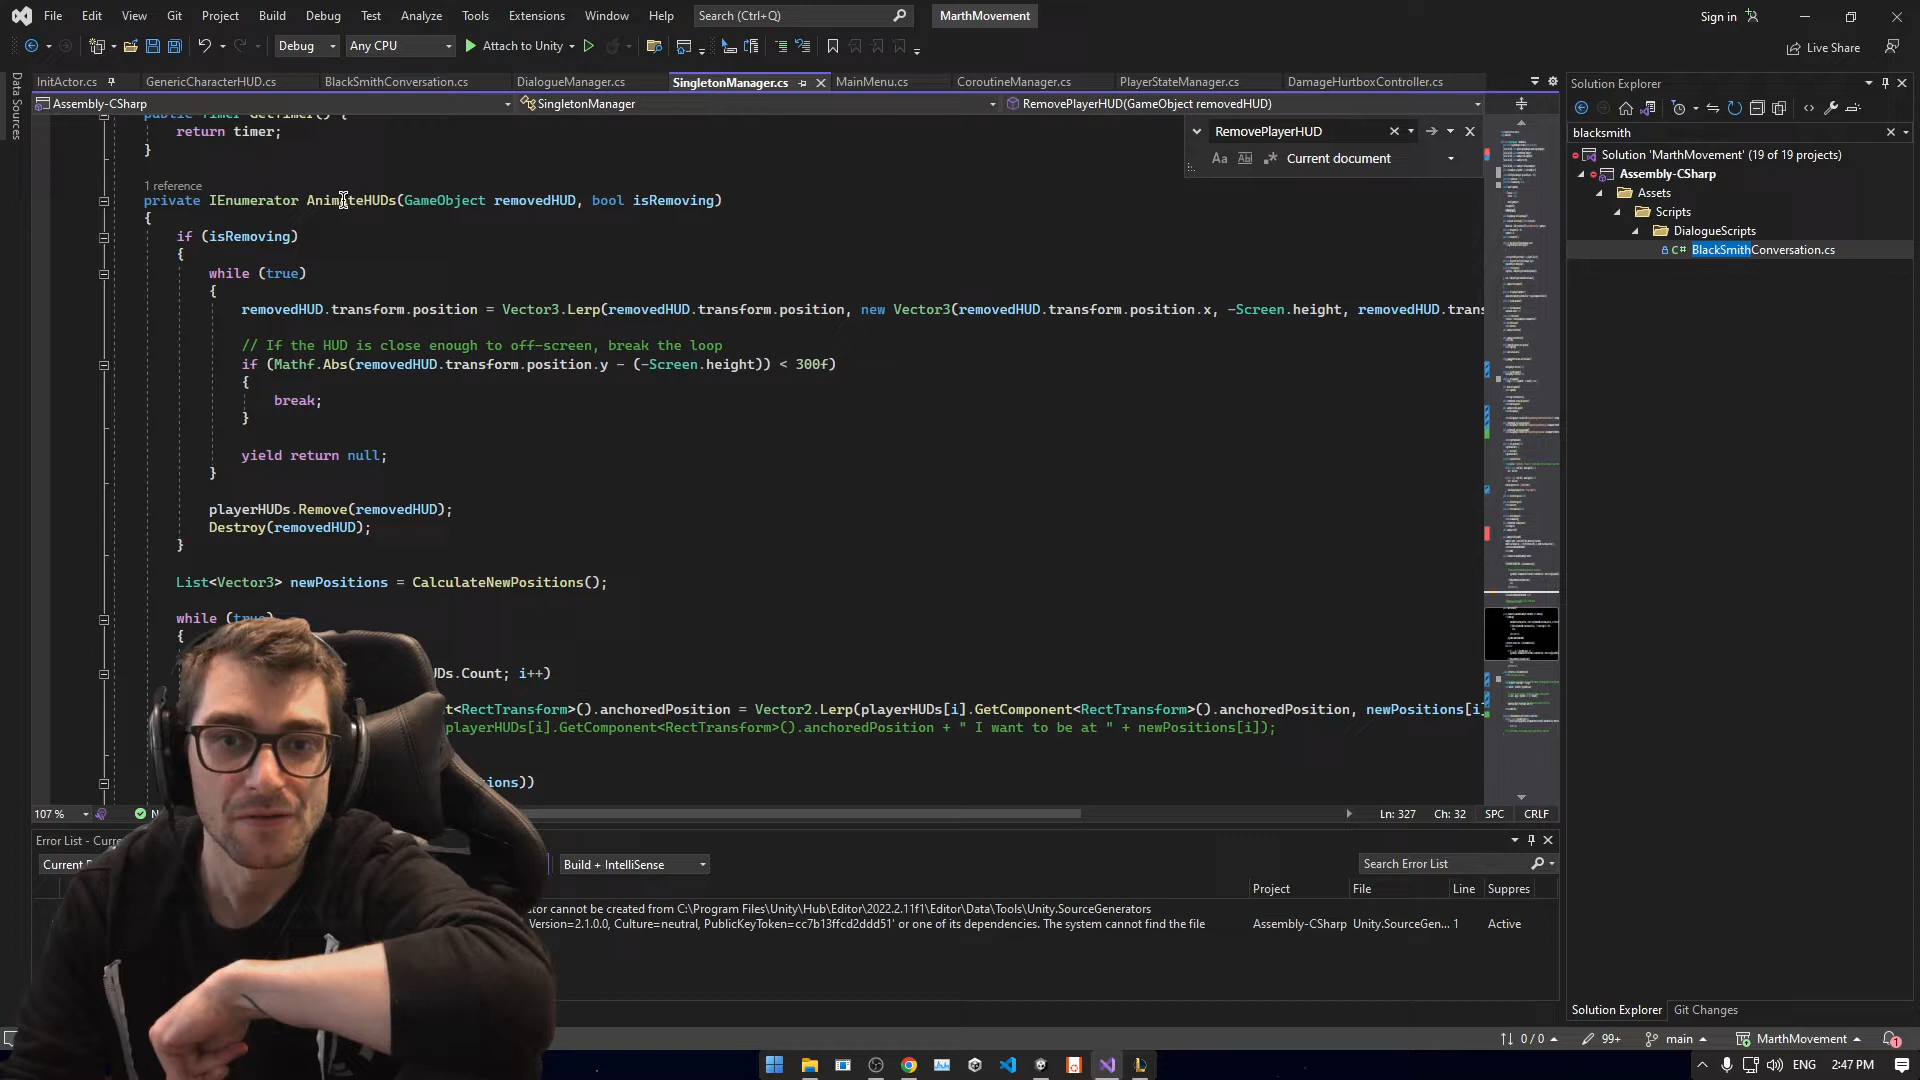 File Edit View Git Project Build Debug Test Analyze Tools Extensions Window Help Search (Ctrl+Q) MarthMovement Sign in
Debug Any CPU Attach to Unity Live Share
InitActor.cs GenericCharacterHUD.cs BlackSmithConversation.cs DialogueManager.cs SingletonManager.cs MainMenu.cs CoroutineManager.cs PlayerStateManager.cs DamageHurtboxController.cs
Data Sources
Assembly-CSharp SingletonManager RemovePlayerHUD(GameObject removedHUD)
RemovePlayerHUD
Aa Ab Current document
public Timer GetTimer() {
return timer;
}
1 reference
private IEnumerator AnimateHUDs(GameObject removedHUD, bool isRemoving)
{
if (isRemoving)
{
while (true)
{
removedHUD.transform.position = Vector3.Lerp(removedHUD.transform.position, new Vector3(removedHUD.transform.position.x, -Screen.height, removedHUD.trans
// If the HUD is close enough to off-screen, break the loop
if (Mathf.Abs(removedHUD.transform.position.y - (-Screen.height)) < 300f)
{
break;
}
yield return null;
}
playerHUDs.Remove(removedHUD);
Destroy(removedHUD);
}
List<Vector3> newPositions = CalculateNewPositions();
while (true)
{
Ds.Count; i++)
t<RectTransform>().anchoredPosition = Vector2.Lerp(playerHUDs[i].GetComponent<RectTransform>().anchoredPosition, newPositions[i]
playerHUDs[i].GetComponent<RectTransform>().anchoredPosition + " I want to be at " + newPositions[i]);
ions))
107 % N Ln: 327 Ch: 32 SPC CRLF
Error List - Curre
Current Build + IntelliSense Search Error List
Project File Line Suppres
tor cannot be created from C:\Program Files\Unity\Hub\Editor\2022.2.11f1\Editor\Data\Tools\Unity.SourceGenerators
Version=2.1.0.0, Culture=neutral, PublicKeyToken=cc7b13ffcd2ddd51' or one of its dependencies. The system cannot find the file Assembly-CSharp Unity.SourceGen... 1 Active
Solution Explorer
blacksmith
Solution 'MarthMovement' (19 of 19 projects)
Assembly-CSharp
Assets
Scripts
DialogueScripts
C# BlackSmithConversation.cs
Solution Explorer Git Changes
0 / 0 99+ main MarthMovement 1
ENG 2:47 PM